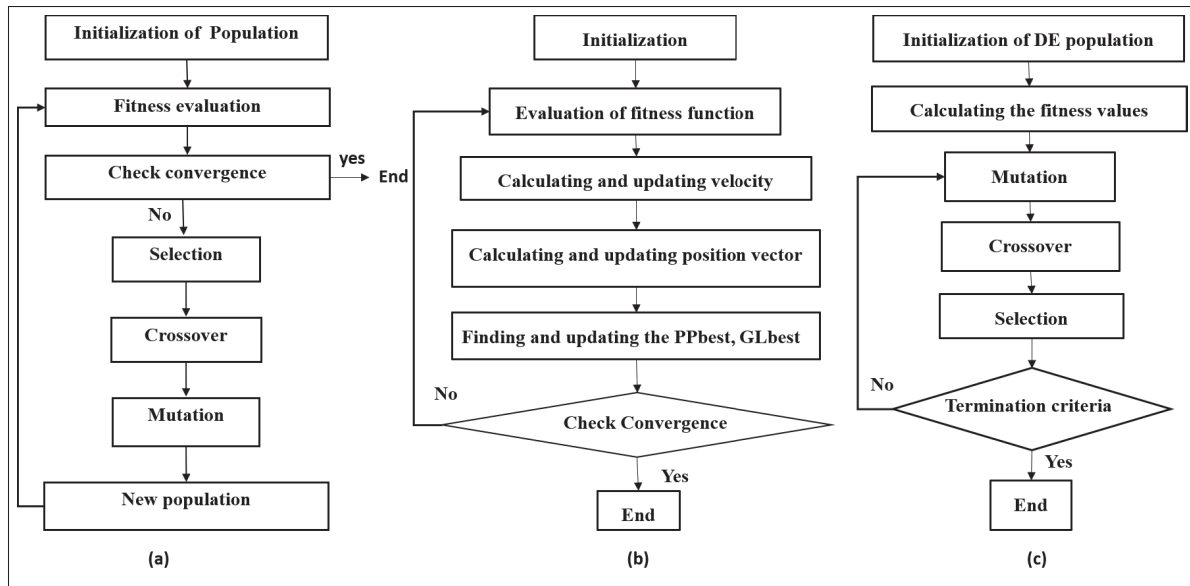 Initialization of Population
Fitness evaluation
Check convergence
yes
End
No
Selection
Crossover
Mutation
New population
(a)
Initialization
Evaluation of fitness function
Calculating and updating velocity
Calculating and updating position vector
Finding and updating the PPbest, GLbest
No
Check Convergence
Yes
End
(b)
Initialization of DE population
Calculating the fitness values
Mutation
Crossover
Selection
No
Termination criteria
Yes
End
(c)